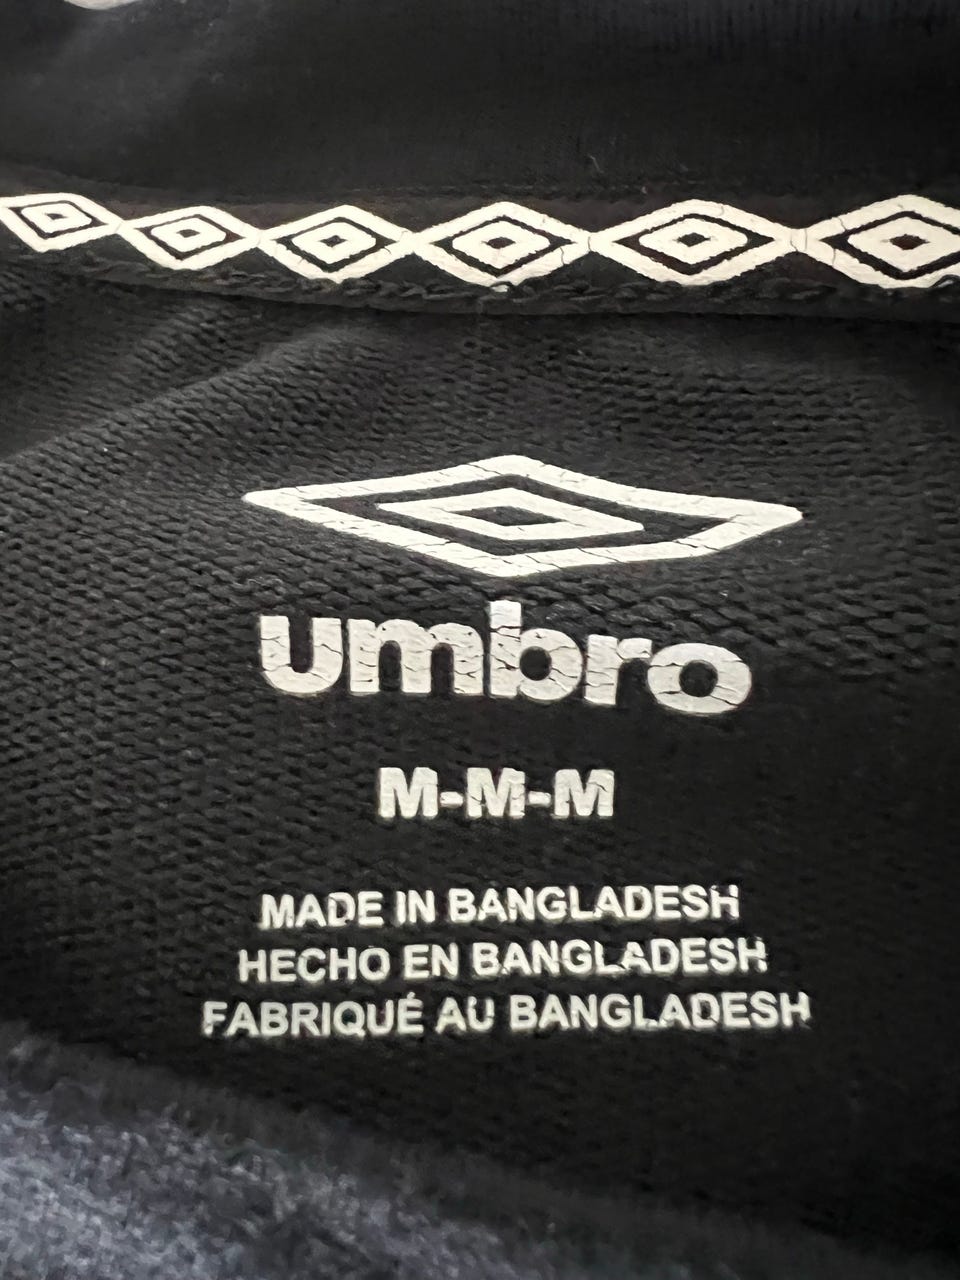 umbro
M-M-M
MADE IN BANGLADESH
HECHO EN BANGLADESH
FABRIQUÉ AU BANGLADESH